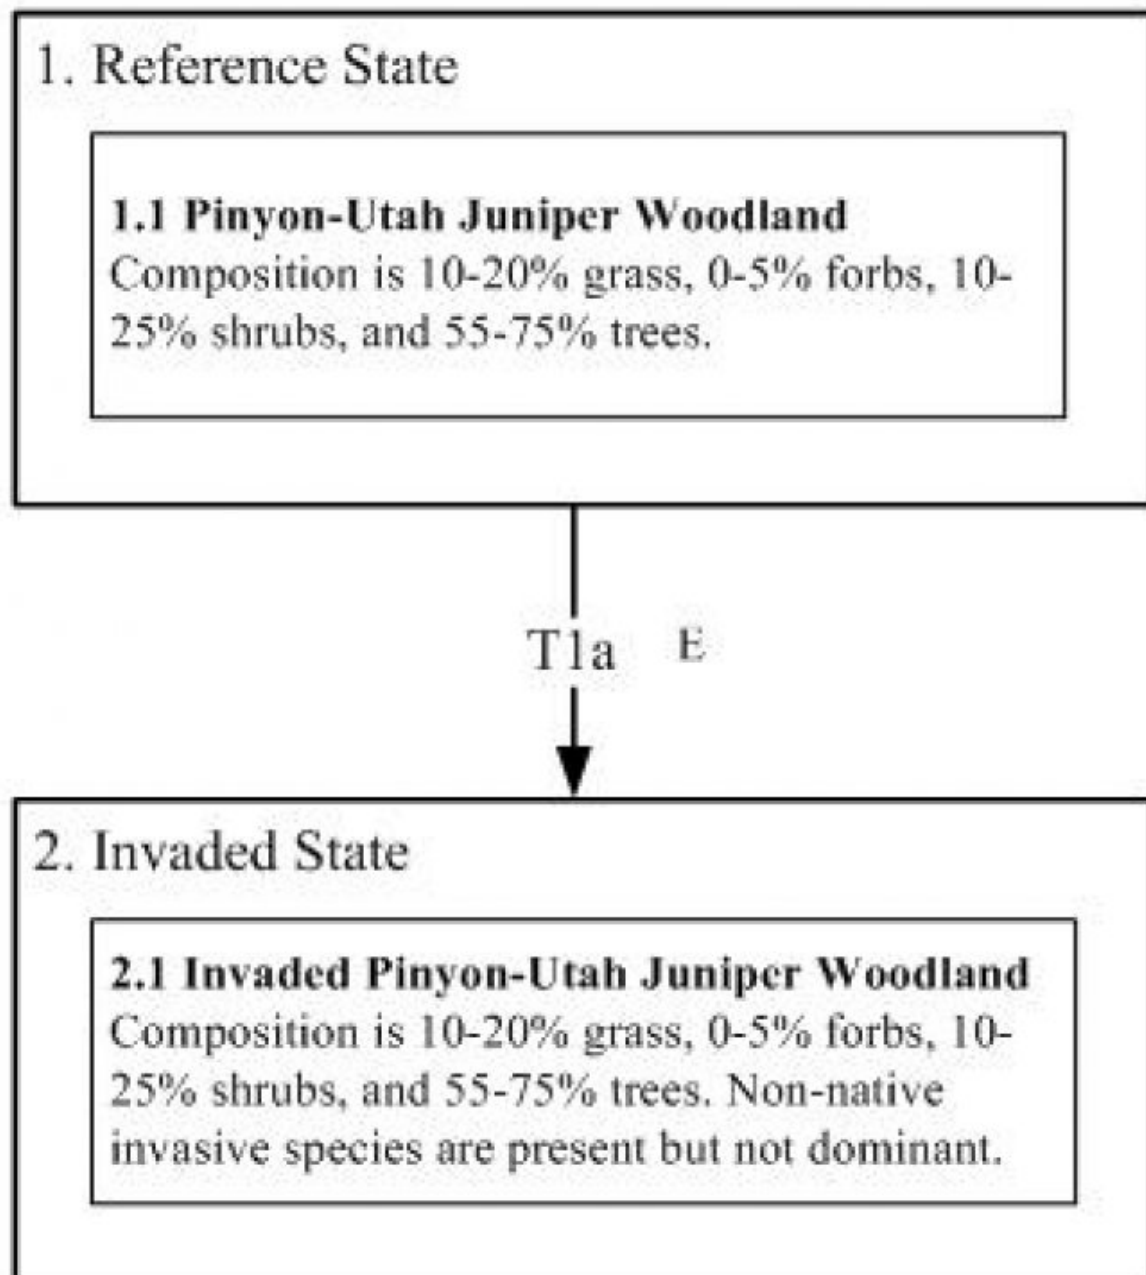 1. Reference State
1.1 Pinyon-Utah Juniper Woodland
Composition is 10-20% grass, 0-5% forbs, 10-
25% shrubs, and 55-75% trees.
T1a E
2. Invaded State
2.1 Invaded Pinyon-Utah Juniper Woodland
Composition is 10-20% grass, 0-5% forbs, 10-
25% shrubs, and 55-75% trees. Non-native
invasive species are present but not dominant.